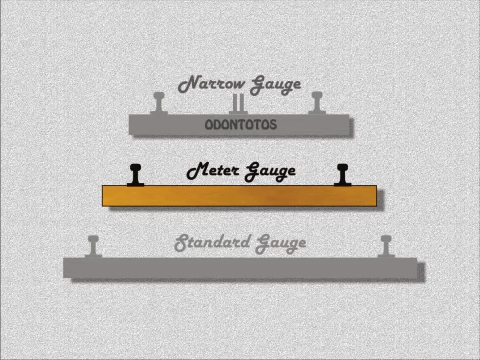 Narrow Gauge
ODONTOTOS
Meter Gauge
Standard Gauge